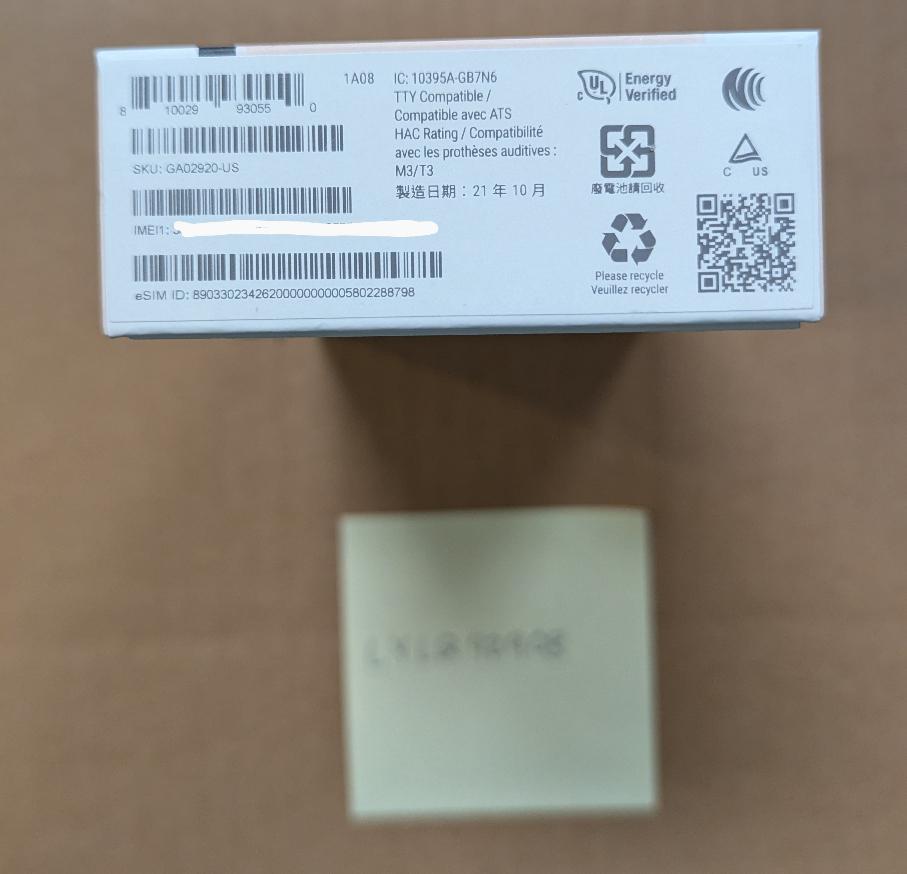 8 10029 93055 0
1A08
SKU: GA02920-US
IMEI1:
eSIM ID: 89033023426200000000005802288798
IC: 10395A-GB7N6
TTY Compatible /
Compatible avec ATS
HAC Rating / Compatibilité
avec les prothèses auditives :
M3/T3
製造日期：21 年 10 月
c UL Energy
Verified
廢電池請回收
Please recycle
Veuillez recycler
C US